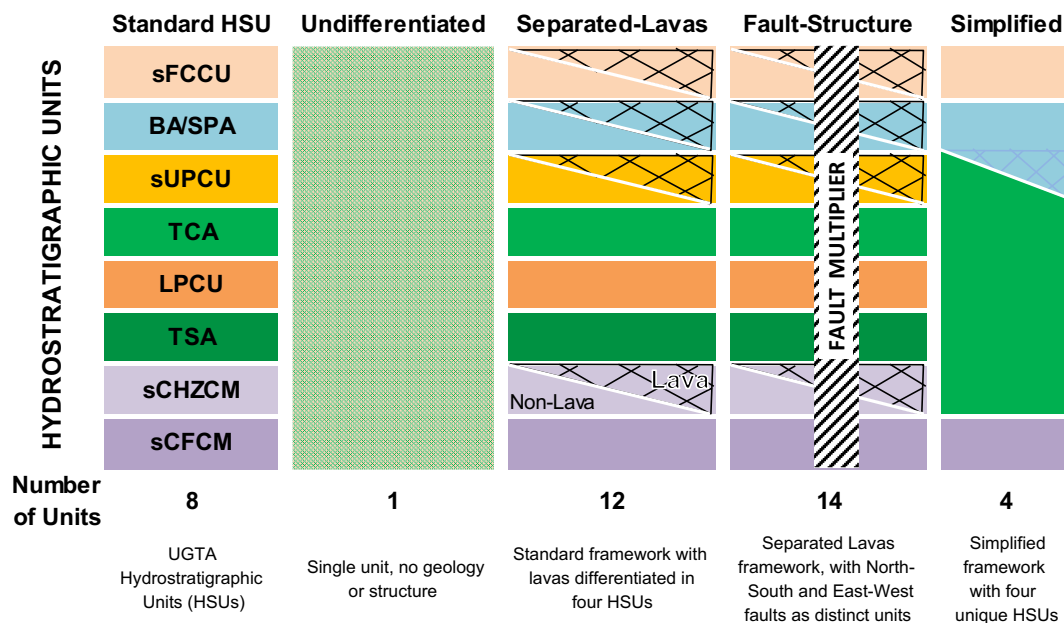 Standard HSU
Undifferentiated
Separated-Lavas
Fault-Structure
Simplified
HYDROSTRATIGRAPHIC UNITS
sFCCU
BA/SPA
sUPCU
TCA
LPCU
TSA
sCHZCM
sCFCM
Lava
Non-Lava
FAULT MULTIPLIER
Number
of Units
8
1
12
14
4
UGTA
Hydrostratigraphic
Units (HSUs)
Single unit, no geology
or structure
Standard framework with
lavas differentiated in
four HSUs
Separated Lavas
framework, with North-
South and East-West
faults as distinct units
Simplified
framework
with four
unique HSUs